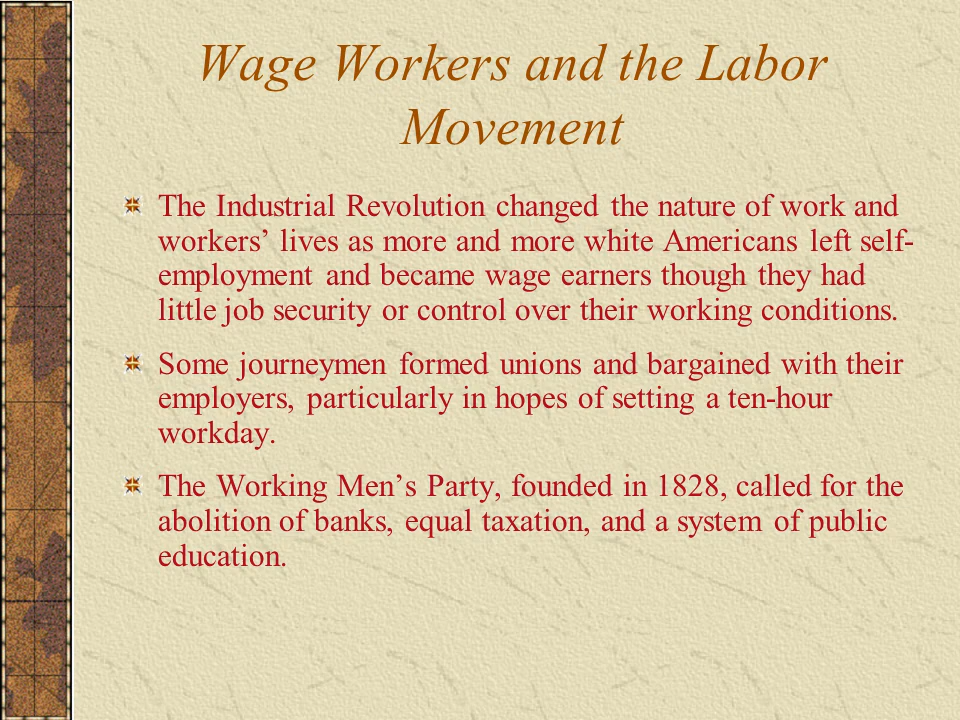 Wage Workers and the Labor
Movement
The Industrial Revolution changed the nature of work and
workers’ lives as more and more white Americans left self-
employment and became wage earners though they had
little job security or control over their working conditions.
Some journeymen formed unions and bargained with their
employers, particularly in hopes of setting a ten-hour
workday.
The Working Men’s Party, founded in 1828, called for the
abolition of banks, equal taxation, and a system of public
education.